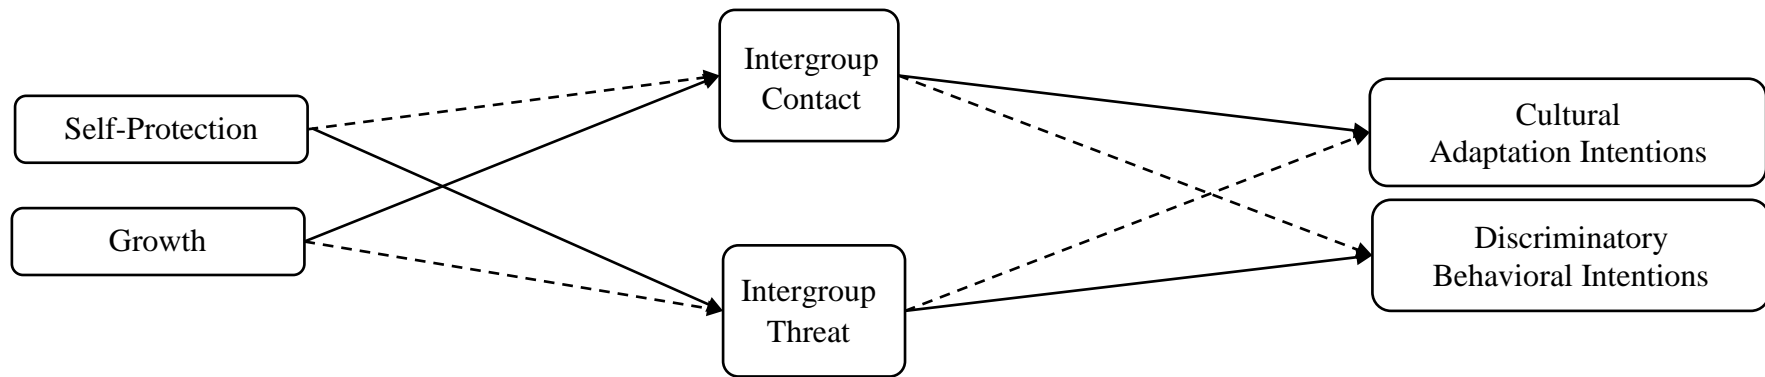 Self-Protection
Growth
Intergroup
Contact
Intergroup
Threat
Cultural
Adaptation Intentions
Discriminatory
Behavioral Intentions